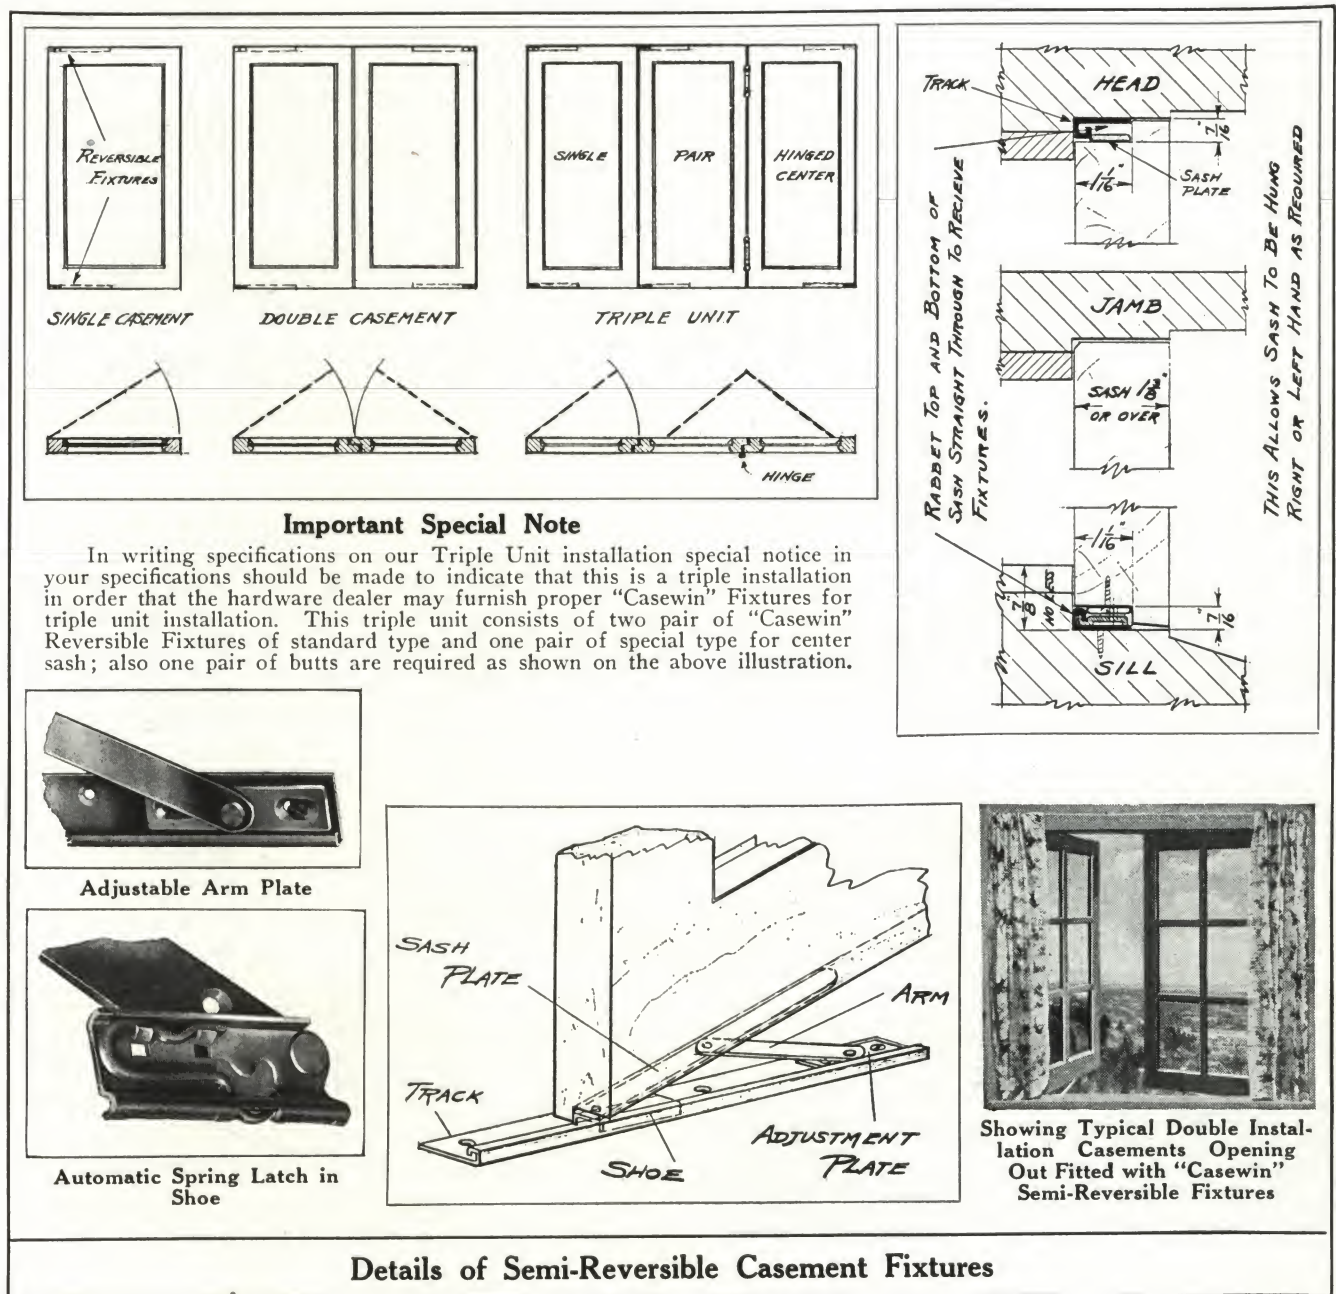 REVERSIBLE
FIXTURES
SINGLE
PAIR
HINGED
CENTER
SINGLE CASEMENT
DOUBLE CASEMENT
TRIPLE UNIT
HINGE
Important Special Note
In writing specifications on our Triple Unit installation special notice in
your specifications should be made to indicate that this is a triple installation
in order that the hardware dealer may furnish proper “Casewin” Fixtures for
triple unit installation. This triple unit consists of two pair of “Casewin”
Reversible Fixtures of standard type and one pair of special type for center
sash; also one pair of butts are required as shown on the above illustration.
TRACK
HEAD
7/16"
1 1/16"
SASH
PLATE
RABBET TOP AND BOTTOM OF
SASH STRAIGHT THROUGH TO RECIEVE
FIXTURES.
THIS ALLOWS SASH TO BE HUNG
RIGHT OR LEFT HAND AS REQUIRED
JAMB
SASH
OR OVER
1 1/16"
7/8"
NO LESS
7/16"
SILL
Adjustable Arm Plate
Automatic Spring Latch in
Shoe
SASH
PLATE
ARM
TRACK
SHOE
ADJUSTMENT
PLATE
Showing Typical Double Instal-
lation Casements Opening
Out Fitted with “Casewin”
Semi-Reversible Fixtures
Details of Semi-Reversible Casement Fixtures